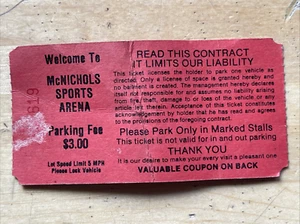 Welcome To
McNICHOLS
SPORTS
ARENA
Parking Fee
$3.00
Lot Speed Limit 5 MPH
Please Lock Vehicle
READ THIS CONTRACT
IT LIMITS OUR LIABILITY
This ticket licenses the holder to park one vehicle as
directed. Only a license of space is granted hereby and
no bailment is created. The management hereby declares
itself not responsible for and assumes no liability arising
from fire, theft, damage to or loss of the vehicle or any
article left therein. Acceptance of this ticket constitutes
acknowledgement by holder that he has read and agrees
to the provisions of the foregoing contract.
Please Park Only in Marked Stalls
This ticket is not valid for in and out parking
THANK YOU
It is our desire to make your every visit a pleasant one
VALUABLE COUPON ON BACK